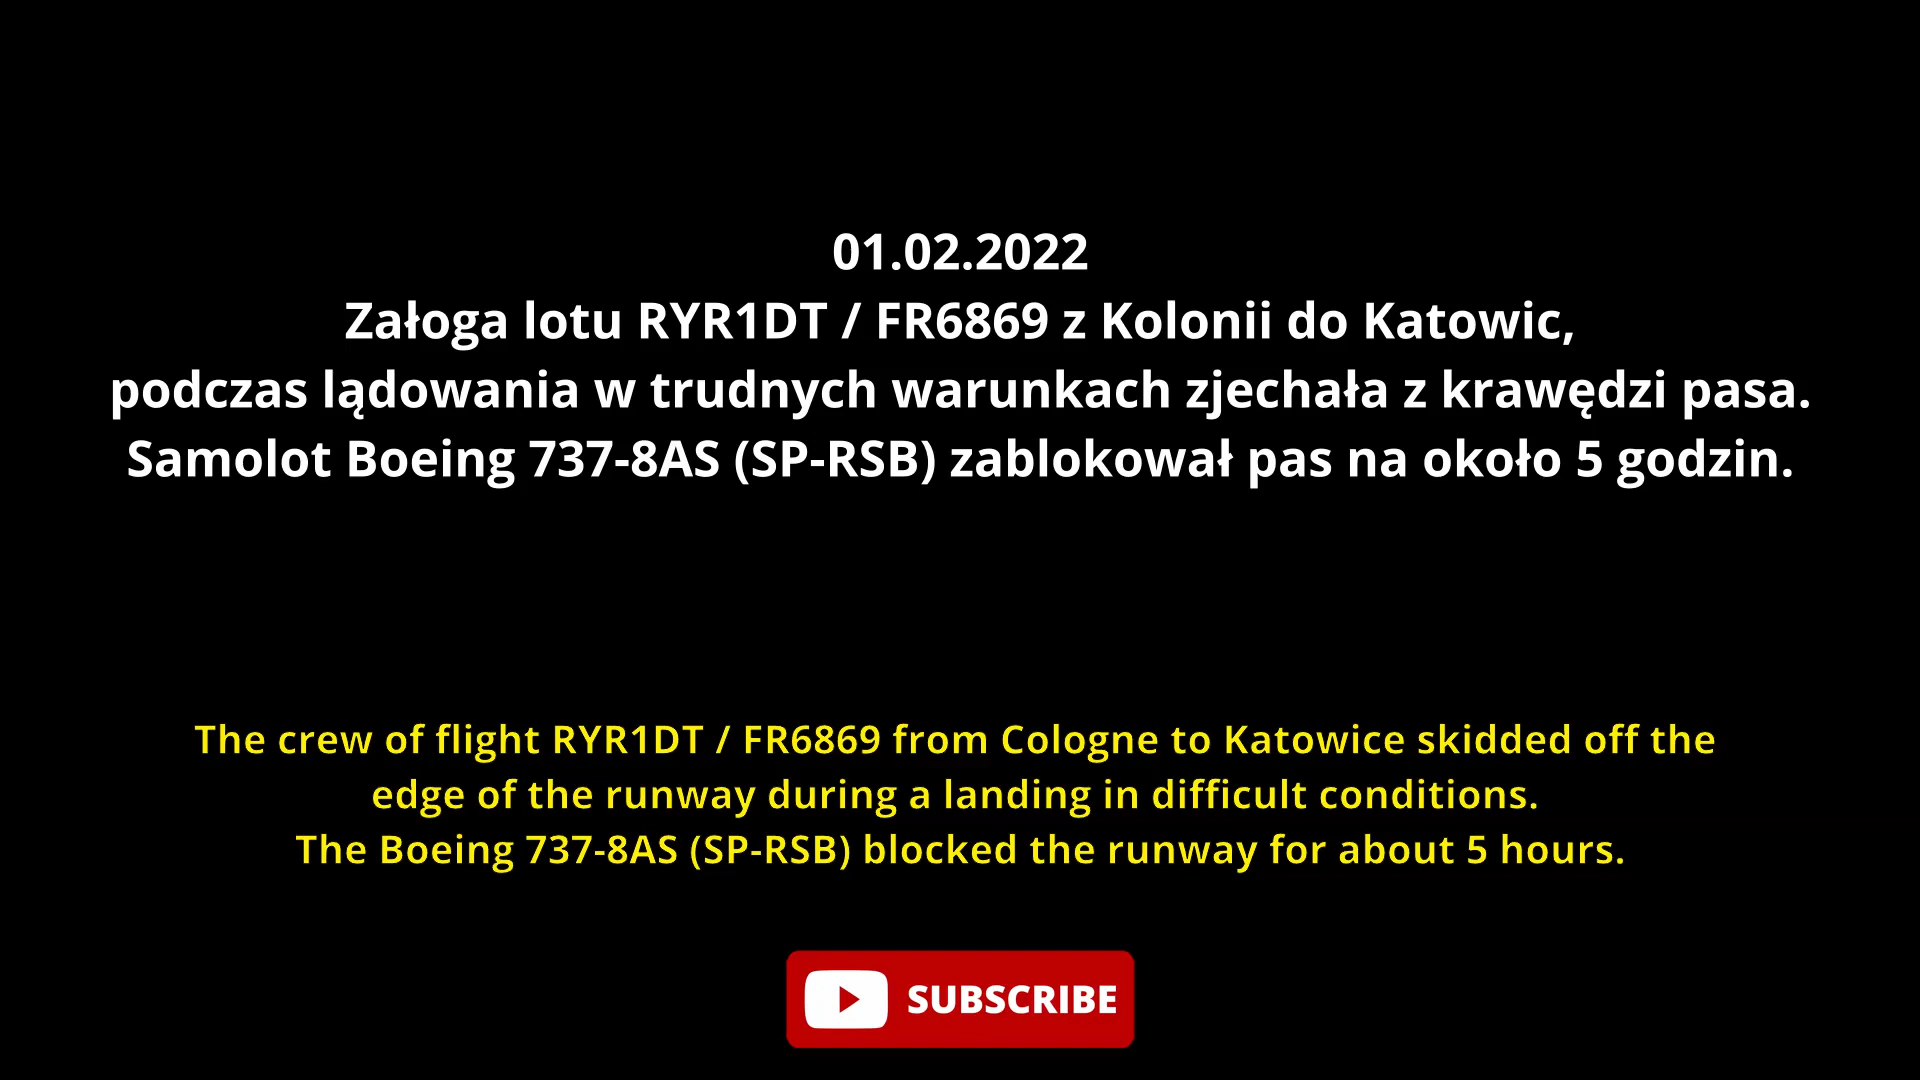 01.02.2022
Załoga lotu RYR1DT / FR6869 z Kolonii do Katowic,
podczas lądowania w trudnych warunkach zjechała z krawędzi pasa.
Samolot Boeing 737-8AS (SP-RSB) zablokował pas na około 5 godzin.
The crew of flight RYR1DT / FR6869 from Cologne to Katowice skidded off the
edge of the runway during a landing in difficult conditions.
The Boeing 737-8AS (SP-RSB) blocked the runway for about 5 hours.
SUBSCRIBE